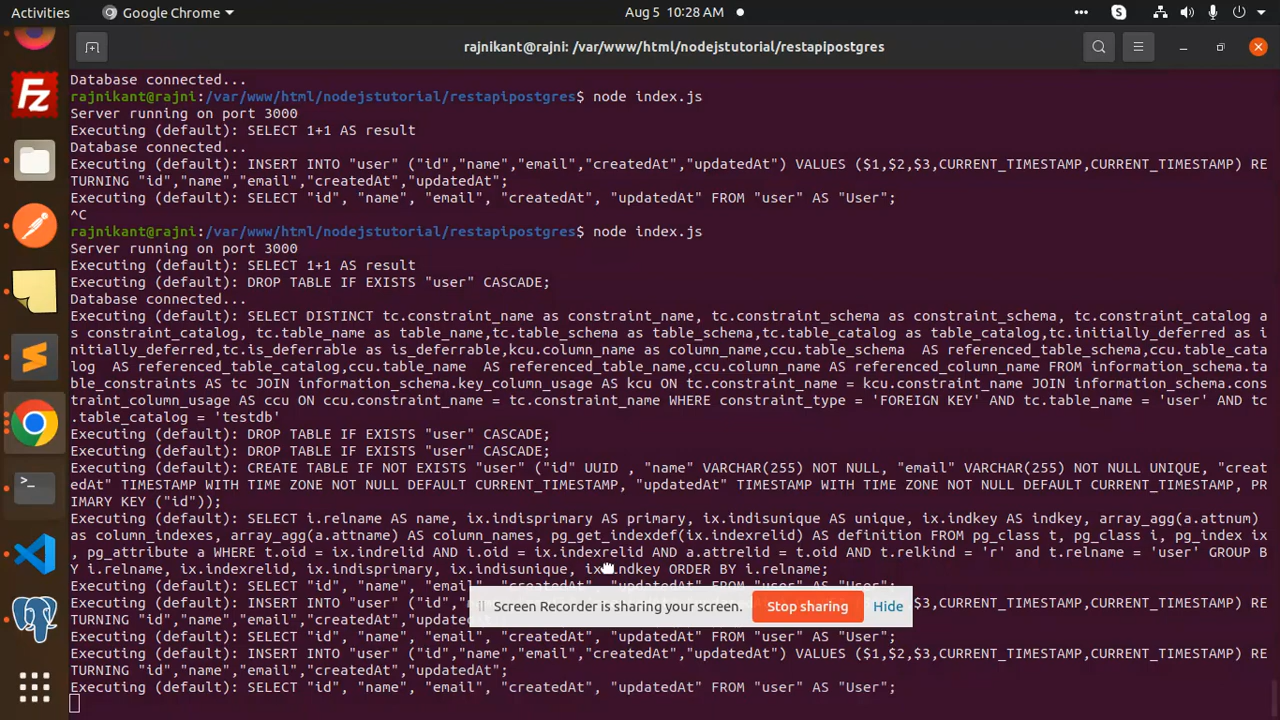 Activities
Google Chrome
Aug 5 10:28 AM
S
rajnikant@rajni: /var/www/html/nodejstutorial/restapipostgres
Fz
Database connected...
rajnikant@rajni:/var/www/html/nodejstutorial/restapipostgres$ node index.js
Server running on port 3000
Executing (default): SELECT 1+1 AS result
Database connected...
Executing (default): INSERT INTO "user" ("id","name","email","createdAt","updatedAt") VALUES ($1,$2,$3,CURRENT_TIMESTAMP,CURRENT_TIMESTAMP) RE
TURNING "id","name","email","createdAt","updatedAt";
Executing (default): SELECT "id", "name", "email", "createdAt", "updatedAt" FROM "user" AS "User";
^C
rajnikant@rajni:/var/www/html/nodejstutorial/restapipostgres$ node index.js
Server running on port 3000
Executing (default): SELECT 1+1 AS result
Executing (default): DROP TABLE IF EXISTS "user" CASCADE;
Database connected...
Executing (default): SELECT DISTINCT tc.constraint_name as constraint_name, tc.constraint_schema as constraint_schema, tc.constraint_catalog a
s constraint_catalog, tc.table_name as table_name,tc.table_schema as table_schema,tc.table_catalog as table_catalog,tc.initially_deferred as i
nitially_deferred,tc.is_deferrable as is_deferrable,kcu.column_name as column_name,ccu.table_schema  AS referenced_table_schema,ccu.table_cata
log  AS referenced_table_catalog,ccu.table_name  AS referenced_table_name,ccu.column_name AS referenced_column_name FROM information_schema.ta
ble_constraints AS tc JOIN information_schema.key_column_usage AS kcu ON tc.constraint_name = kcu.constraint_name JOIN information_schema.cons
traint_column_usage AS ccu ON ccu.constraint_name = tc.constraint_name WHERE constraint_type = 'FOREIGN KEY' AND tc.table_name = 'user' AND tc
.table_catalog = 'testdb'
Executing (default): DROP TABLE IF EXISTS "user" CASCADE;
Executing (default): DROP TABLE IF EXISTS "user" CASCADE;
Executing (default): CREATE TABLE IF NOT EXISTS "user" ("id" UUID , "name" VARCHAR(255) NOT NULL, "email" VARCHAR(255) NOT NULL UNIQUE, "creat
edAt" TIMESTAMP WITH TIME ZONE NOT NULL DEFAULT CURRENT_TIMESTAMP, "updatedAt" TIMESTAMP WITH TIME ZONE NOT NULL DEFAULT CURRENT_TIMESTAMP, PR
IMARY KEY ("id"));
Executing (default): SELECT i.relname AS name, ix.indisprimary AS primary, ix.indisunique AS unique, ix.indkey AS indkey, array_agg(a.attnum) 
as column_indexes, array_agg(a.attname) AS column_names, pg_get_indexdef(ix.indexrelid) AS definition FROM pg_class t, pg_class i, pg_index ix
, pg_attribute a WHERE t.oid = ix.indrelid AND i.oid = ix.indexrelid AND a.attrelid = t.oid AND t.relkind = 'r' and t.relname = 'user' GROUP B
Y i.relname, ix.indexrelid, ix.indisprimary, ix.indisunique, ix.indkey ORDER BY i.relname;
Executing (default): SELECT "id", "name", "email", "createdAt", "updatedAt" FROM "user" AS "User";
Executing (default): INSERT INTO "user" ("id", $3,CURRENT_TIMESTAMP,CURRENT_TIMESTAMP) RE
Screen Recorder is sharing your screen. Stop sharing Hide
TURNING "id","name","email","createdAt","updated
Executing (default): SELECT "id", "name", "email", "createdAt", "updatedAt" FROM "user" AS "User";
Executing (default): INSERT INTO "user" ("id","name","email","createdAt","updatedAt") VALUES ($1,$2,$3,CURRENT_TIMESTAMP,CURRENT_TIMESTAMP) RE
TURNING "id","name","email","createdAt","updatedAt";
Executing (default): SELECT "id", "name", "email", "createdAt", "updatedAt" FROM "user" AS "User";